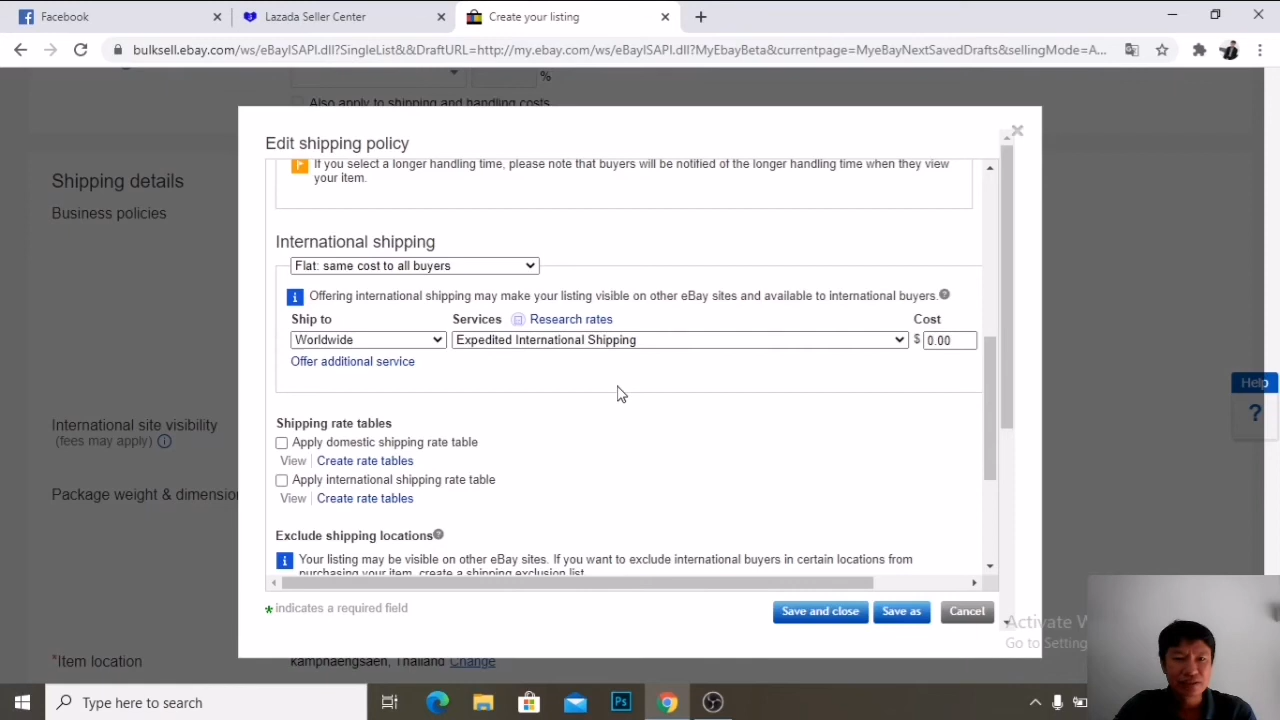 Facebook
Lazada Seller Center
Create your listing
bulksell.ebay.com/ws/eBayISAPI.dll?SingleList&&DraftURL=http://my.ebay.com/ws/eBayISAPI.dll?MyEbayBeta&currentpage=MyeBayNextSavedDrafts&sellingMode=A...
%
Also apply to shipping and handling costs
Edit shipping policy
If you select a longer handling time, please note that buyers will be notified of the longer handling time when they view
your item.
Shipping details
Business policies
International shipping
Flat: same cost to all buyers
Offering international shipping may make your listing visible on other eBay sites and available to international buyers.
Ship to Services Research rates Cost
Worldwide Expedited International Shipping $ 0.00
Offer additional service
Help
?
Shipping rate tables
International site visibility
(fees may apply)
Apply domestic shipping rate table
View | Create rate tables
Apply international shipping rate table
View | Create rate tables
Package weight & dimension
Exclude shipping locations
Your listing may be visible on other eBay sites. If you want to exclude international buyers in certain locations from
purchasing your item, create a shipping exclusion list
* indicates a required field
Save and close Save as Cancel
Activate W
Go to Setting
*Item location kamphaengsaen, Thailand Change
Type here to search
Ps